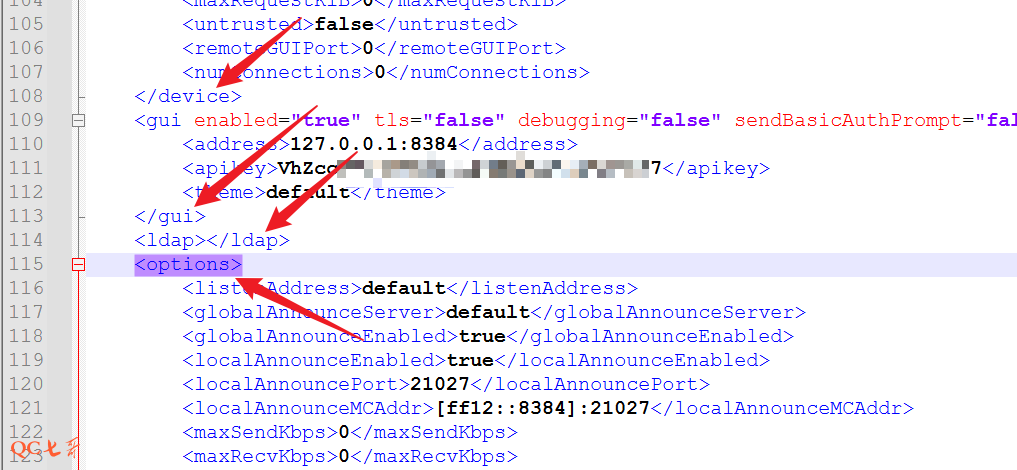 104 <maxRequestKiB>0</maxRequestKiB>
105 <untrusted>false</untrusted>
106 <remoteGUIPort>0</remoteGUIPort>
107 <numConnections>0</numConnections>
108 </device>
109 <gui enabled="true" tls="false" debugging="false" sendBasicAuthPrompt="fal
110 <address>127.0.0.1:8384</address>
111 <apikey>VhZcq 7</apikey>
112 <theme>default</theme>
113 </gui>
114 <ldap></ldap>
115 <options>
116 <listenAddress>default</listenAddress>
117 <globalAnnounceServer>default</globalAnnounceServer>
118 <globalAnnounceEnabled>true</globalAnnounceEnabled>
119 <localAnnounceEnabled>true</localAnnounceEnabled>
120 <localAnnouncePort>21027</localAnnouncePort>
121 <localAnnounceMCAddr>[ff12::8384]:21027</localAnnounceMCAddr>
122 <maxSendKbps>0</maxSendKbps>
123 <maxRecvKbps>0</maxRecvKbps>
QC七哥